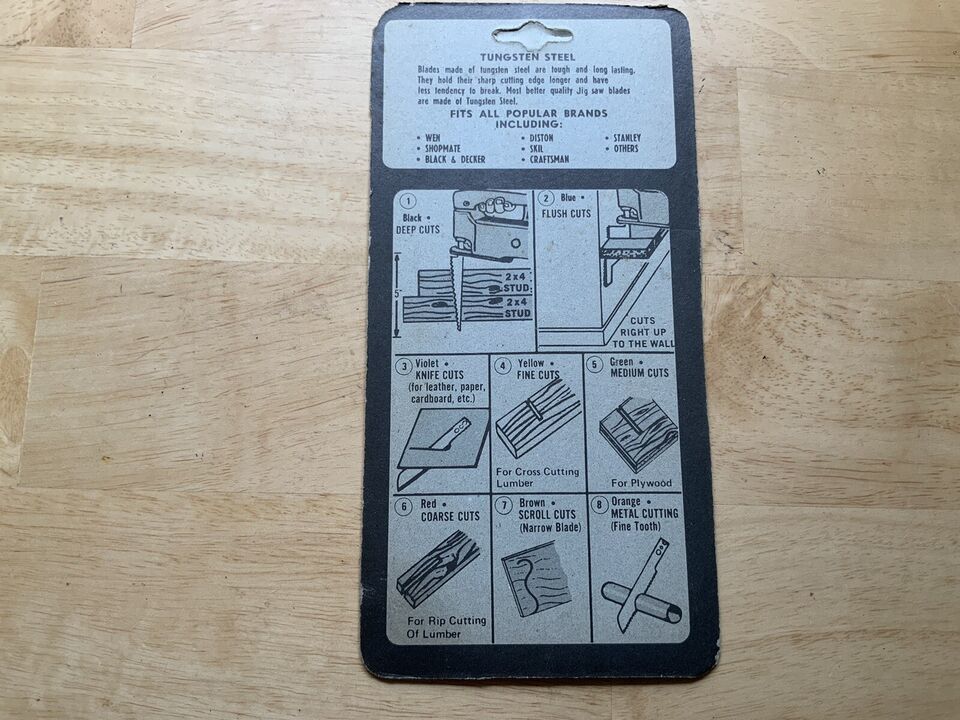 TUNGSTEN STEEL
Blades made of tungsten steel are tough and long lasting.
They hold their sharp cutting edge longer and have
less tendency to break. Most better quality Jig saw blades
are made of Tungsten Steel.
FITS ALL POPULAR BRANDS
INCLUDING:
• WEN • DISTON • STANLEY
• SHOPMATE • SKIL • OTHERS
• BLACK & DECKER • CRAFTSMAN
1
Black •
DEEP CUTS
5"
2x4
STUD
2x4
STUD
2 Blue •
FLUSH CUTS
CUTS
RIGHT UP
TO THE WALL
3 Violet •
KNIFE CUTS
(for leather, paper,
cardboard, etc.)
4 Yellow •
FINE CUTS
For Cross Cutting
Lumber
5 Green •
MEDIUM CUTS
For Plywood
6 Red •
COARSE CUTS
For Rip Cutting
Of Lumber
7 Brown •
SCROLL CUTS
(Narrow Blade)
8 Orange •
METAL CUTTING
(Fine Tooth)